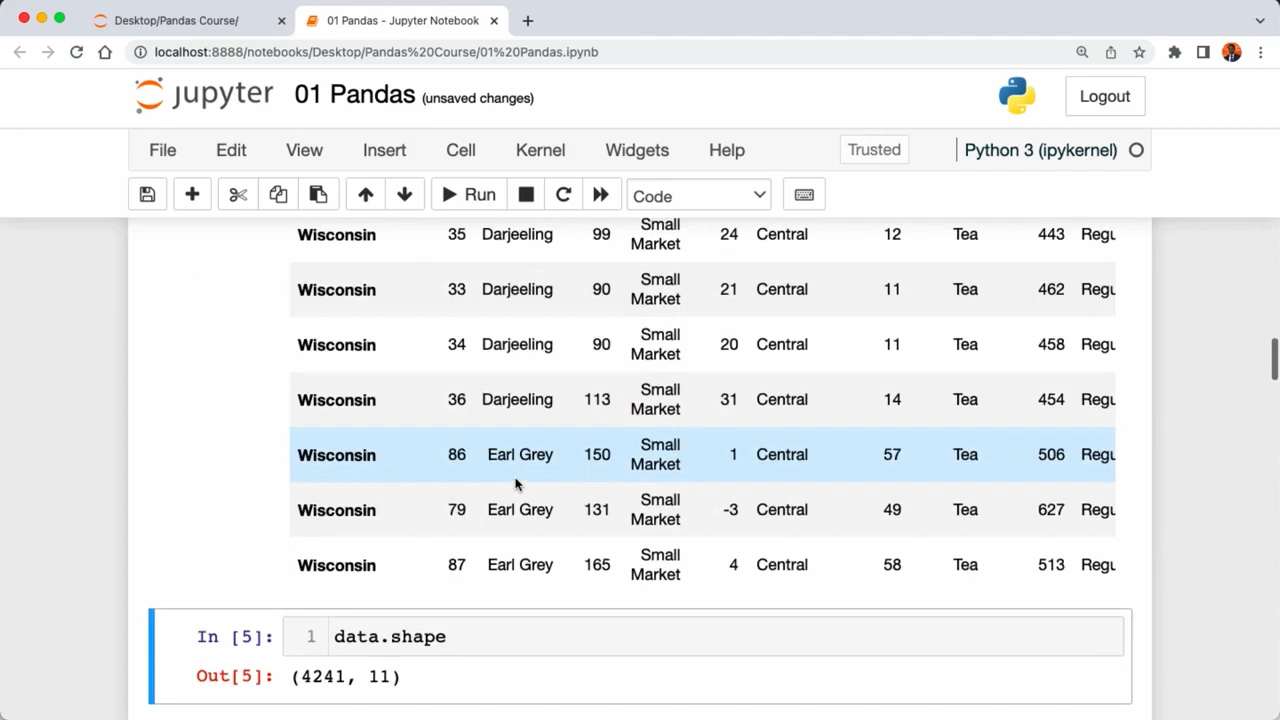 Desktop/Pandas Course/
01 Pandas - Jupyter Notebook
localhost:8888/notebooks/Desktop/Pandas%20Course/01%20Pandas.ipynb
jupyter 01 Pandas (unsaved changes)
Logout
File Edit View Insert Cell Kernel Widgets Help Trusted Python 3 (ipykernel)
Run Code
Wisconsin 35 Darjeeling 99 Small Market 24 Central 12 Tea 443 Regu
Wisconsin 33 Darjeeling 90 Small Market 21 Central 11 Tea 462 Regu
Wisconsin 34 Darjeeling 90 Small Market 20 Central 11 Tea 458 Regu
Wisconsin 36 Darjeeling 113 Small Market 31 Central 14 Tea 454 Regu
Wisconsin 86 Earl Grey 150 Small Market 1 Central 57 Tea 506 Regu
Wisconsin 79 Earl Grey 131 Small Market -3 Central 49 Tea 627 Regu
Wisconsin 87 Earl Grey 165 Small Market 4 Central 58 Tea 513 Regu
In [5]: 1 data.shape
Out[5]: (4241, 11)